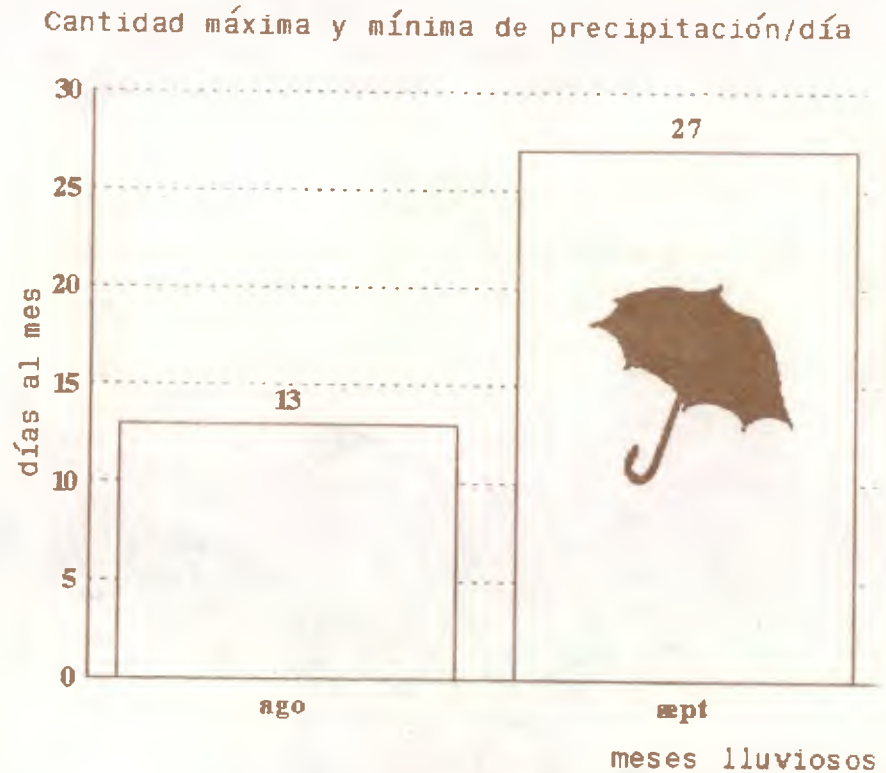 Cantidad máxima y mínima de precipitación/día
30
27
25
20
15
13
10
5
0
días al mes
ago
sept
meses lluviosos